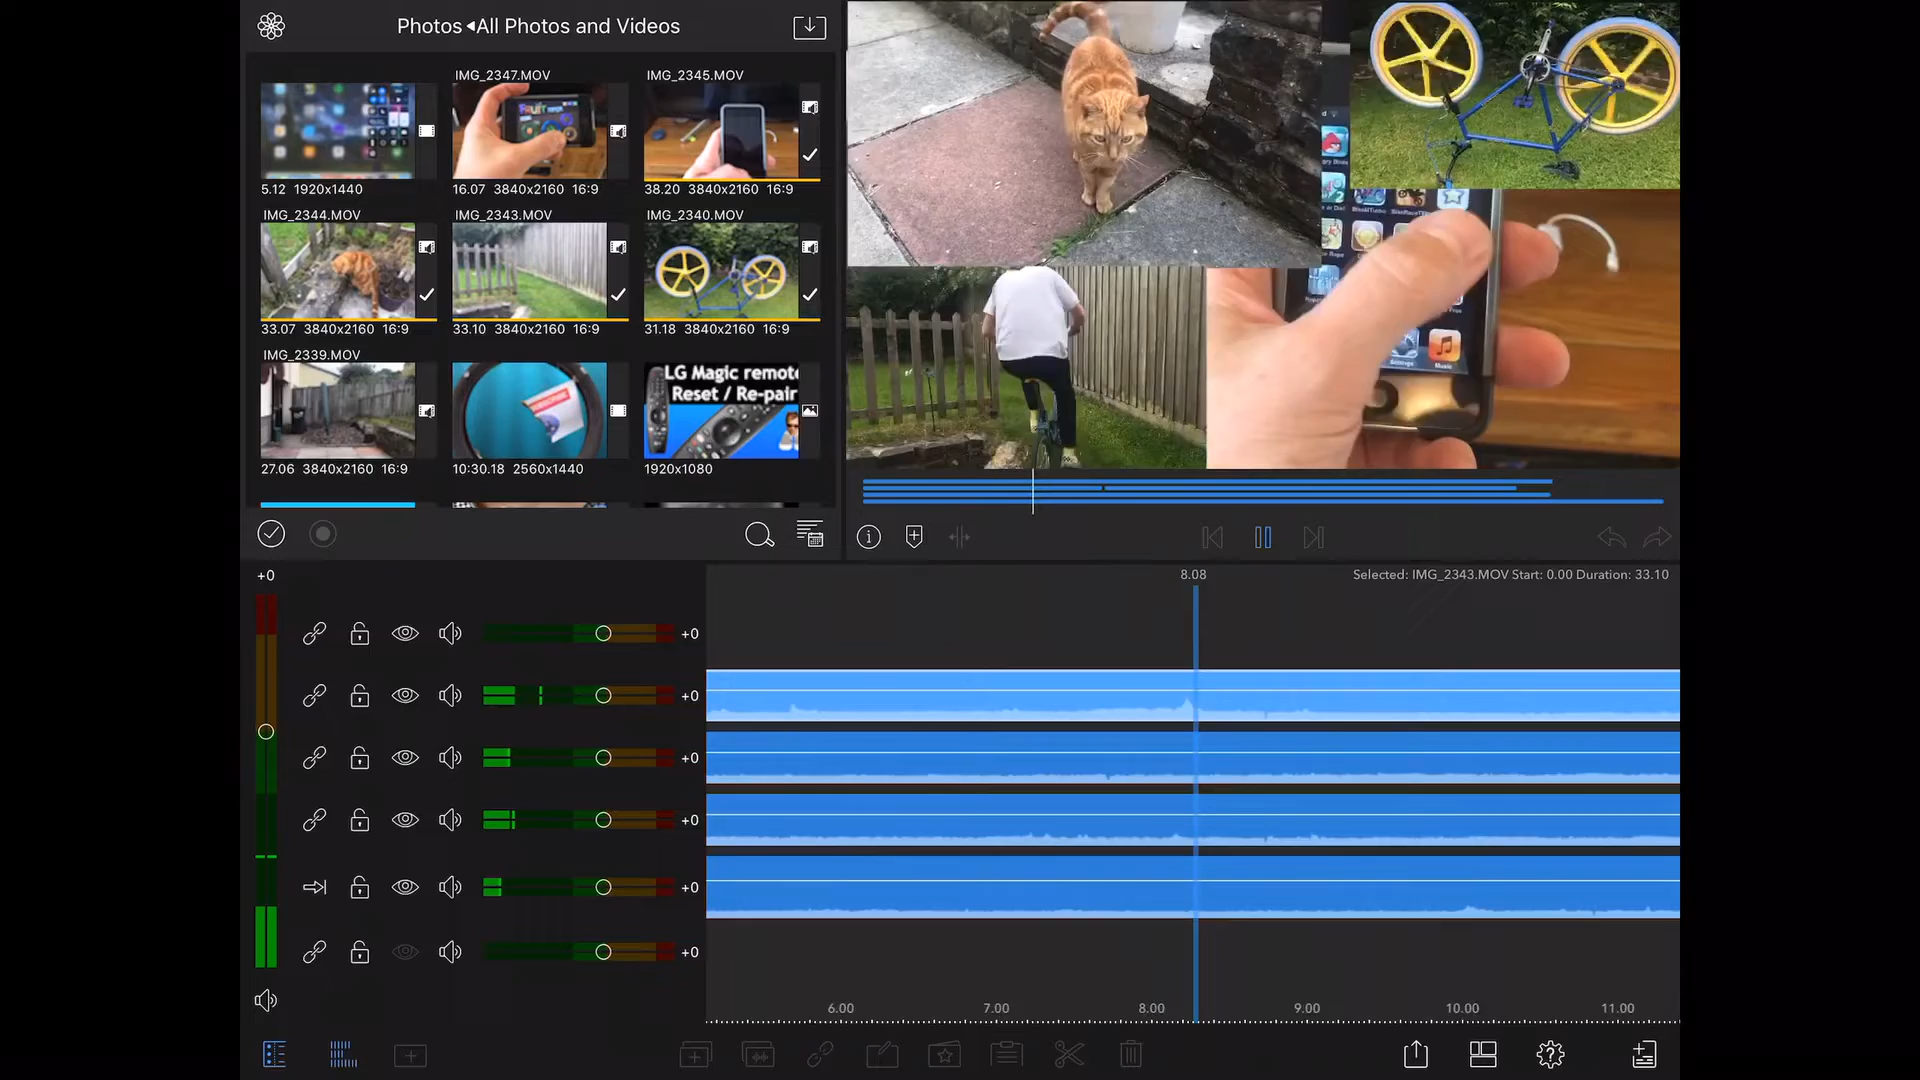 Photos ◂All Photos and Videos
IMG_2347.MOV
IMG_2345.MOV
FRUIT
5.12 1920x1440
16.07 3840x2160 16:9
38.20 3840x2160 16:9
IMG_2344.MOV
IMG_2343.MOV
IMG_2340.MOV
33.07 3840x2160 16:9
33.10 3840x2160 16:9
31.18 3840x2160 16:9
IMG_2339.MOV
LG Magic remote
Reset / Re-pair
27.06 3840x2160 16:9
10:30.18 2560x1440
1920x1080
Settings
Music
+0
8.08
Selected: IMG_2343.MOV Start: 0.00 Duration: 33.10
+0
+0
+0
+0
+0
+0
6.00
7.00
8.00
9.00
10.00
11.00